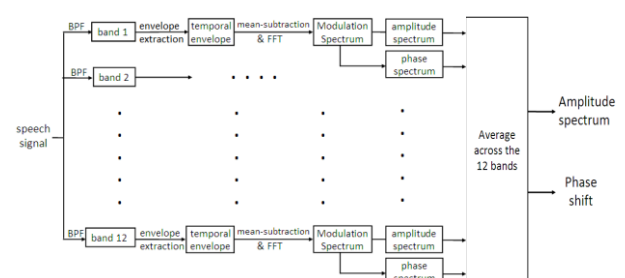 BPF
band 1
envelope
extraction
temporal
envelope
mean-subtraction
& FFT
Modulation
Spectrum
amplitude
spectrum
phase
spectrum
BPF
band 2
speech
signal
Average
across the
12 bands
Amplitude
spectrum
Phase
shift
BPF
band 12
envelope
extraction
temporal
envelope
mean-subtraction
& FFT
Modulation
Spectrum
amplitude
spectrum
phase
spectrum